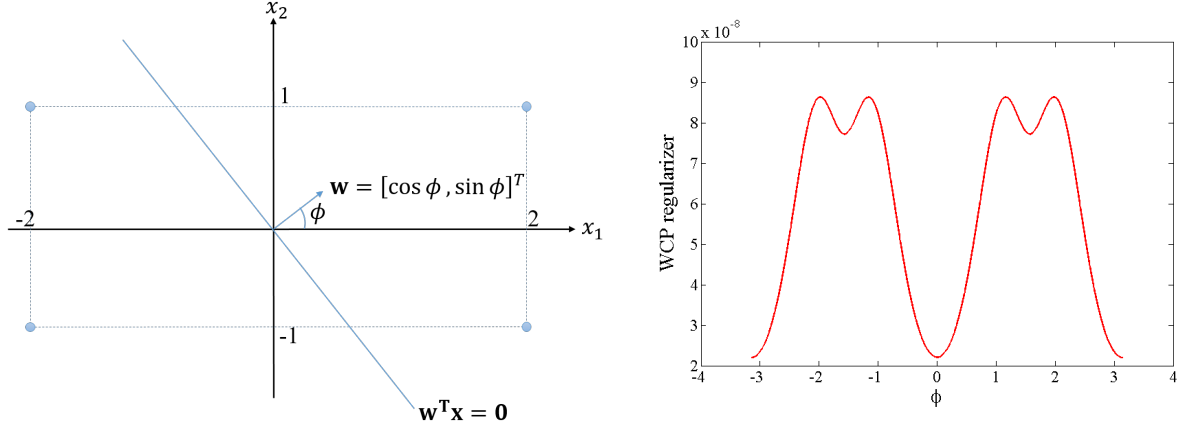 x₂
1
w = [cos ϕ , sin ϕ]ᵀ
ϕ
-2
2
x₁
-1
wᵀx = 0
x 10⁻⁸
10
9
8
7
6
5
4
3
2
WCP regularizer
-4
-3
-2
-1
0
1
2
3
4
ϕ